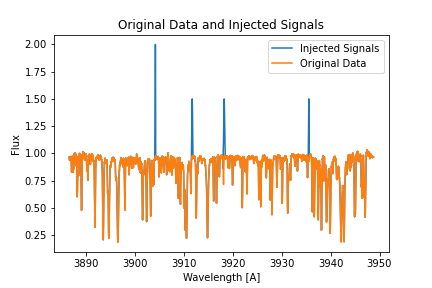 Original Data and Injected Signals
Injected Signals
Original Data
2.00
1.75
1.50
1.25
1.00
0.75
0.50
0.25
Flux
3890 3900 3910 3920 3930 3940 3950
Wavelength [A]